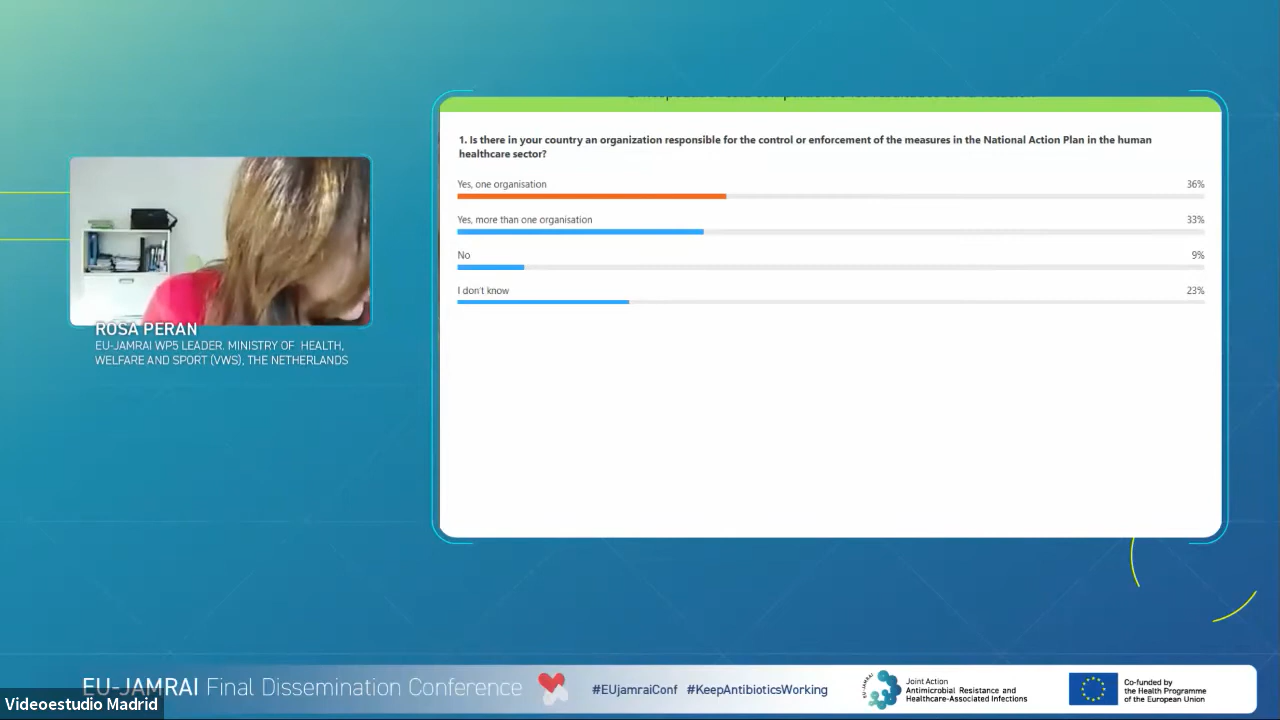 1. Is there in your country an organization responsible for the control or enforcement of the measures in the National Action Plan in the human
healthcare sector?
Yes, one organisation
36%
Yes, more than one organisation
33%
No
9%
I don't know
23%
ROSA PERAN
EU-JAMRAI WP5 LEADER, MINISTRY OF HEALTH,
WELFARE AND SPORT (VWS), THE NETHERLANDS
EU-JAMRAI Final Dissemination Conference
#EUjamraiConf #KeepAntibioticsWorking
EU-JAMRAI
Joint Action
Antimicrobial Resistance and
Healthcare-Associated Infections
Co-funded by
the Health Programme
of the European Union
Videoestudio Madrid